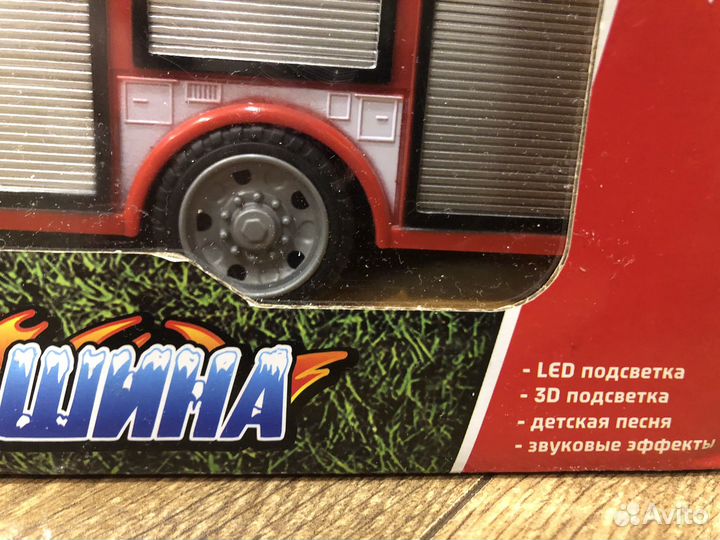 ШИНА
- LED подсветка
- 3D подсветка
- детская песня
- звуковые эффекты
Avito